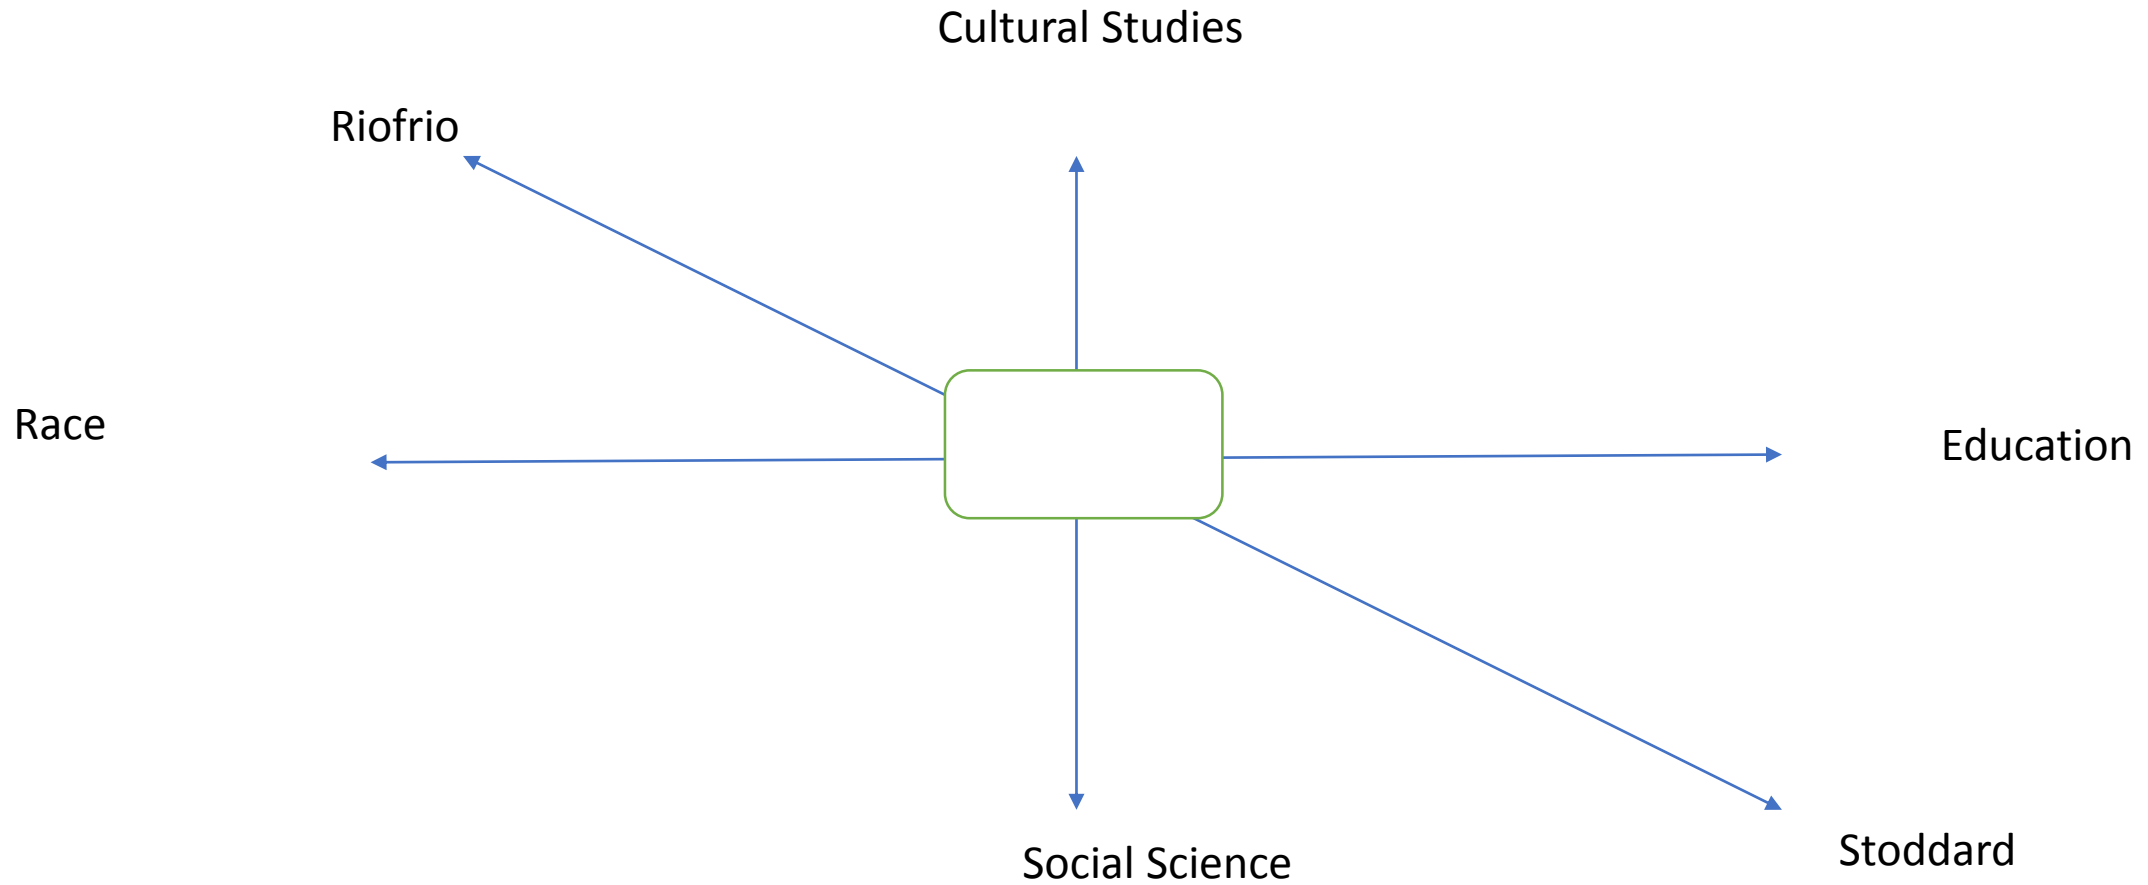 Cultural Studies
Riofrio
Race
Education
Stoddard
Social Science